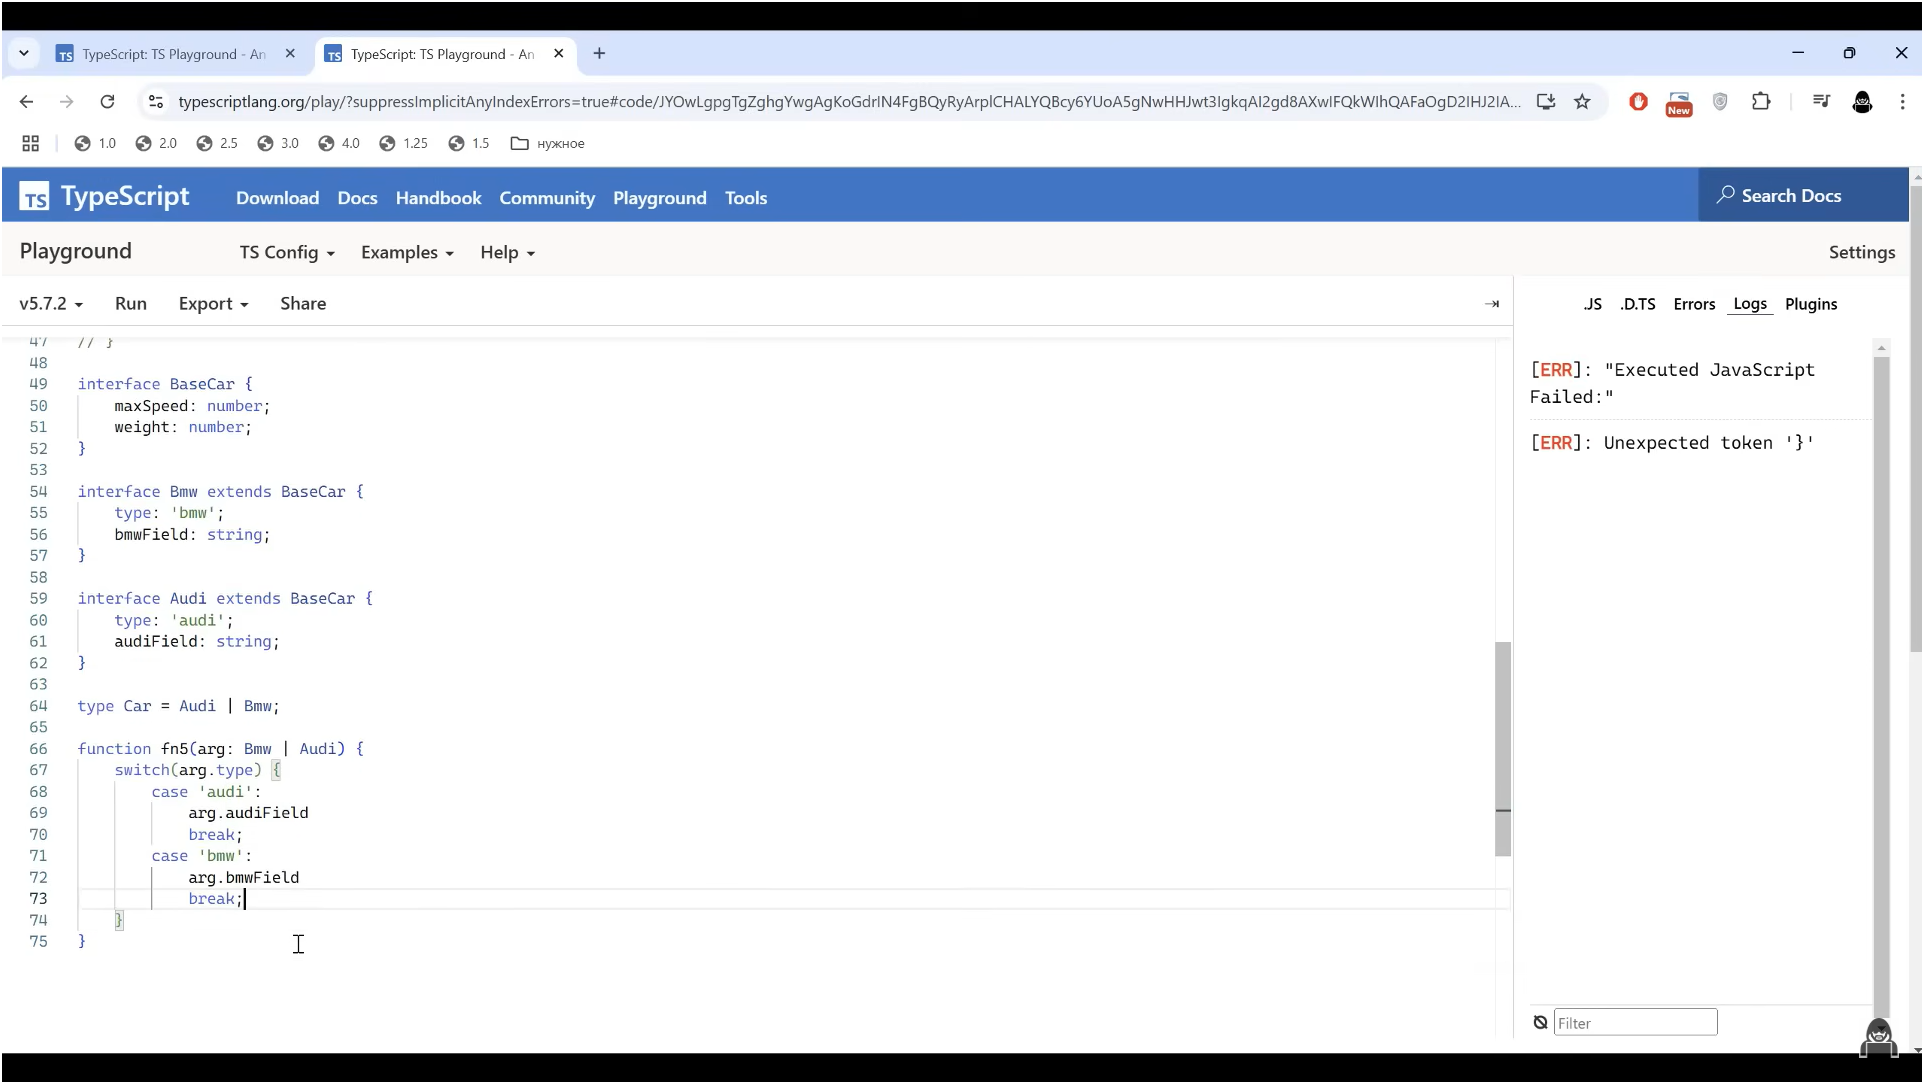 TypeScript: TS Playground - An
TypeScript: TS Playground - An
typescriptlang.org/play/?suppressImplicitAnyIndexErrors=true#code/JYOwLgpgTgZghgYwgAgKoGdrIN4FgBQyRyArplCHALYQBcy6YUoA5gNwHHJwt3IgkqAI2gd8AXwIFQkWIhQAFaOgD2IHJ2IA...
New
1.0 2.0 2.5 3.0 4.0 1.25 1.5 нужное
TS TypeScript Download Docs Handbook Community Playground Tools Search Docs
Playground TS Config Examples Help Settings
v5.7.2 Run Export Share
.JS .D.TS Errors Logs Plugins
47 // }
48
49 interface BaseCar {
50 maxSpeed: number;
51 weight: number;
52 }
53
54 interface Bmw extends BaseCar {
55 type: 'bmw';
56 bmwField: string;
57 }
58
59 interface Audi extends BaseCar {
60 type: 'audi';
61 audiField: string;
62 }
63
64 type Car = Audi | Bmw;
65
66 function fn5(arg: Bmw | Audi) {
67 switch(arg.type) {
68 case 'audi':
69 arg.audiField
70 break;
71 case 'bmw':
72 arg.bmwField
73 break;
74 }
75 }
[ERR]: "Executed JavaScript
Failed:"
[ERR]: Unexpected token '}'
Filter